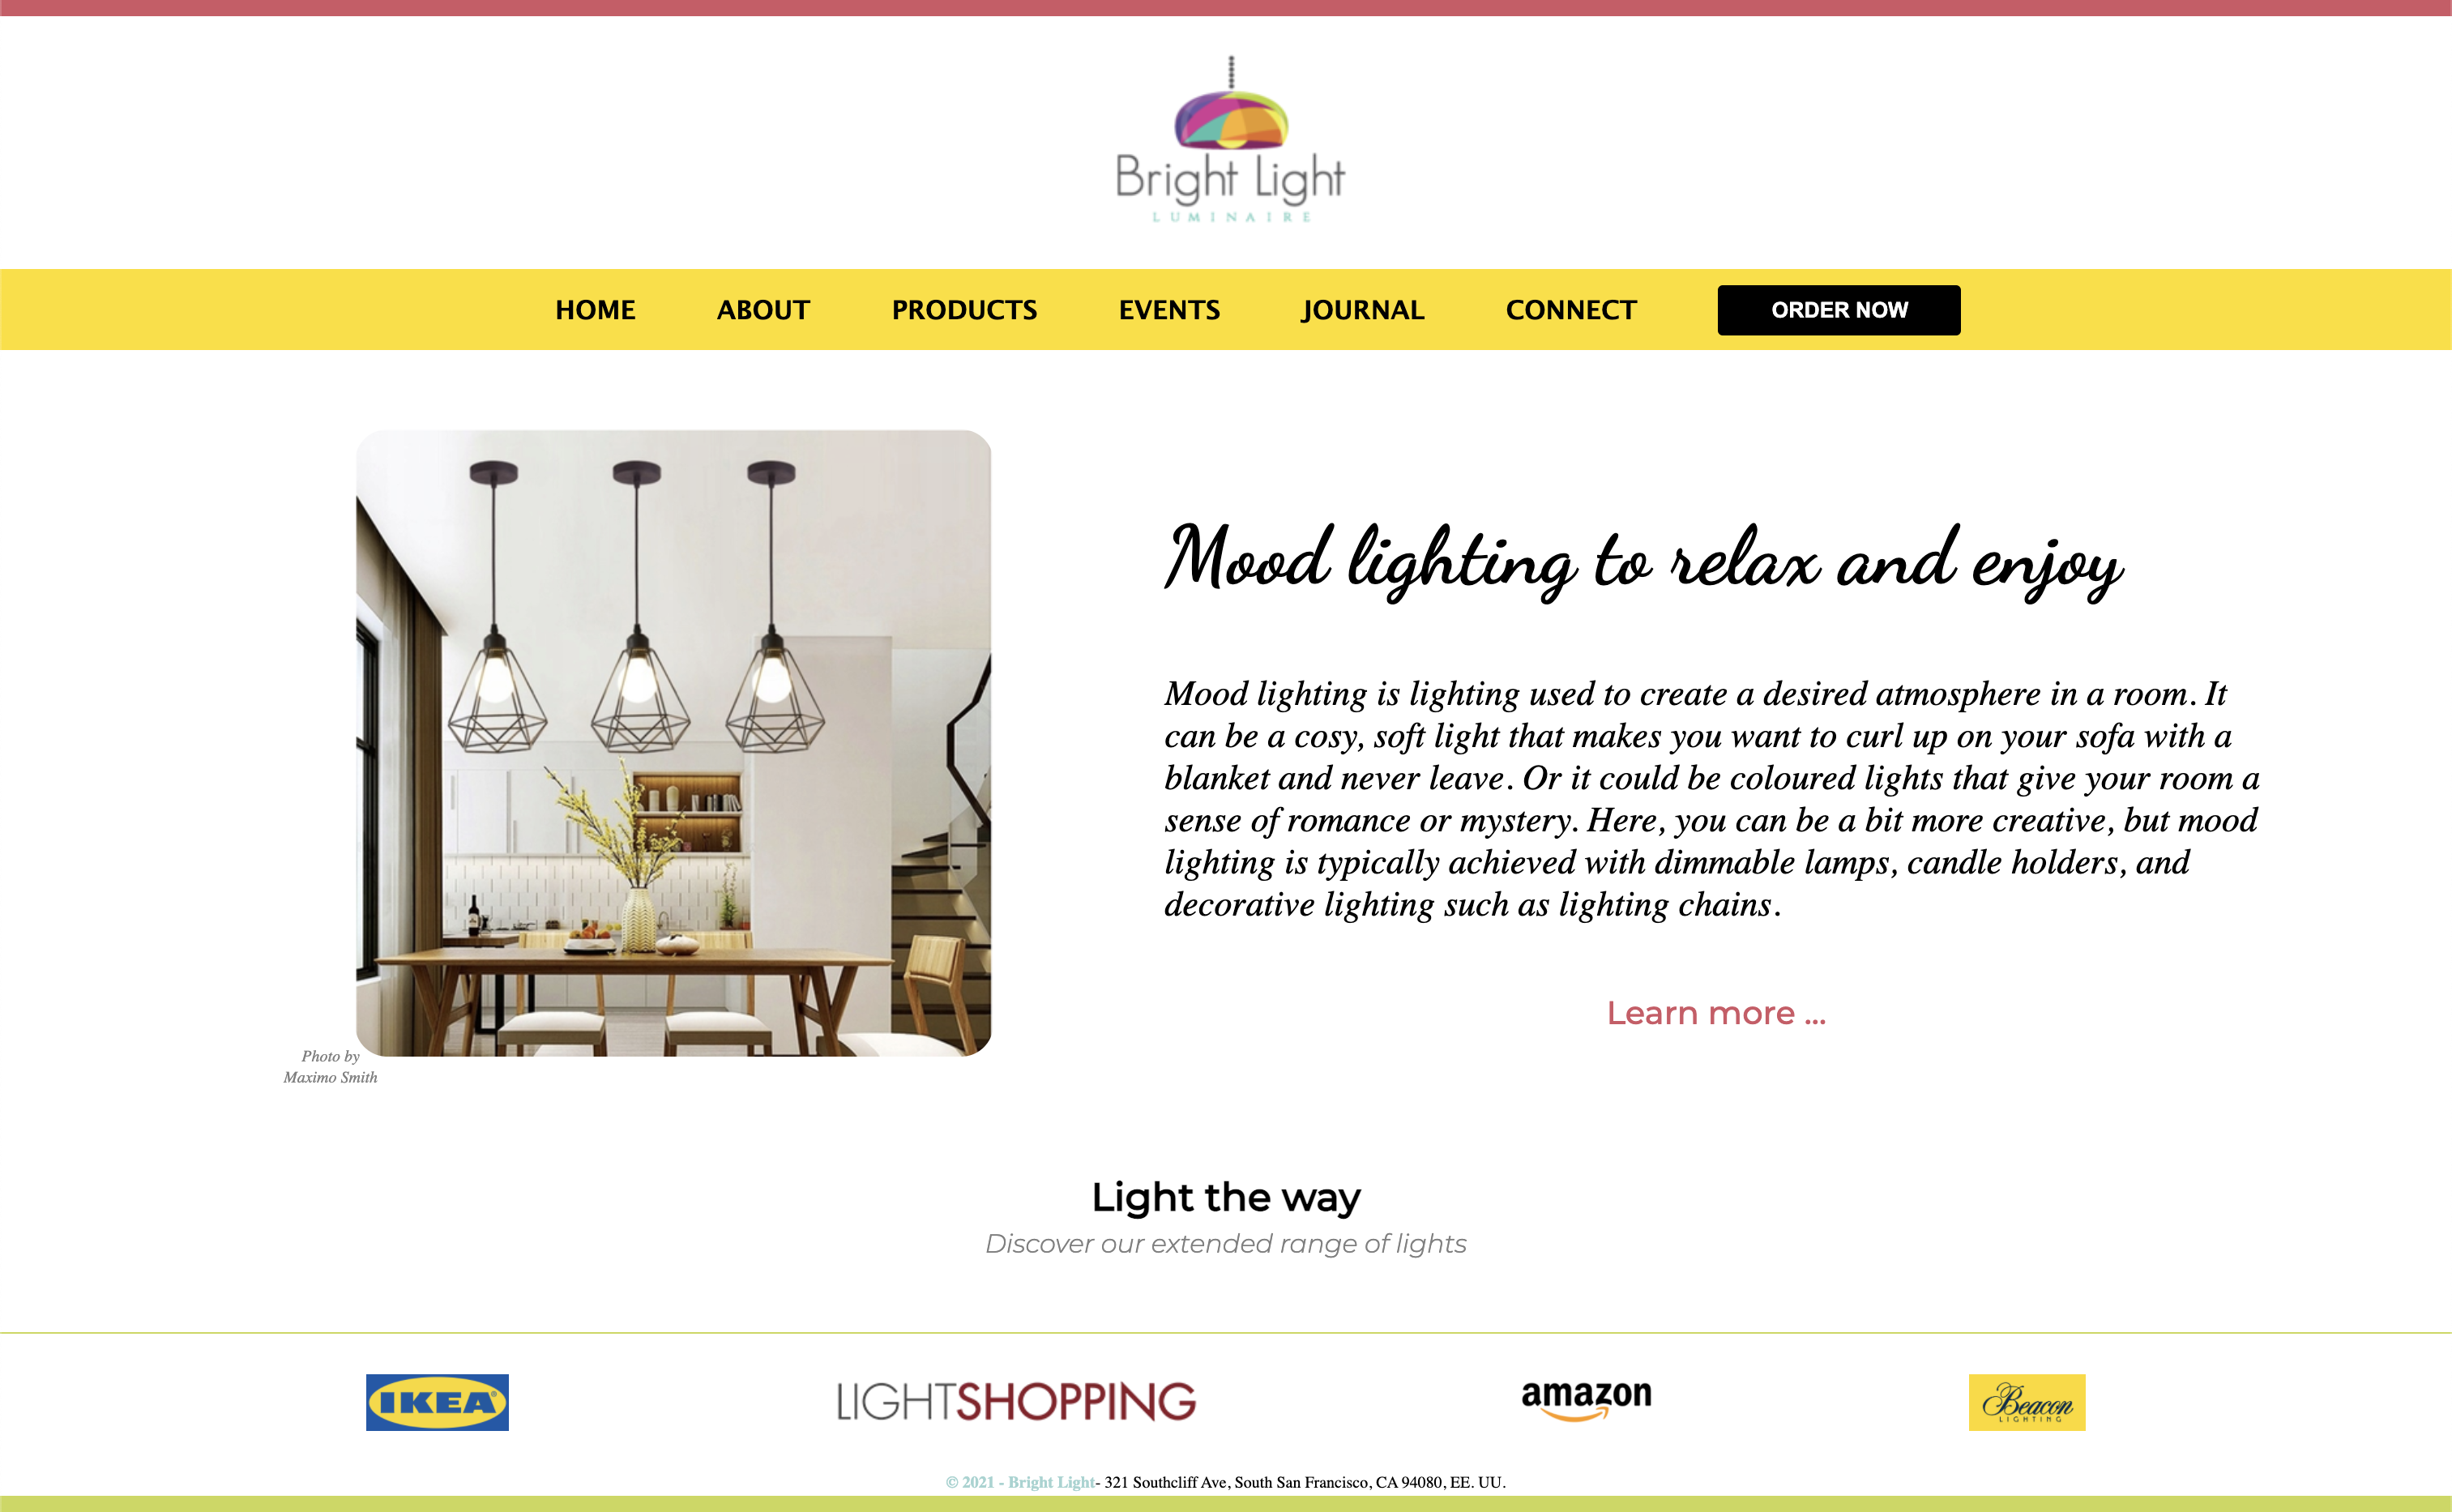 Bright Light
LUMINAIRE
HOME ABOUT PRODUCTS EVENTS JOURNAL CONNECT ORDER NOW
Mood lighting to relax and enjoy
Mood lighting is lighting used to create a desired atmosphere in a room. It
can be a cosy, soft light that makes you want to curl up on your sofa with a
blanket and never leave. Or it could be coloured lights that give your room a
sense of romance or mystery. Here, you can be a bit more creative, but mood
lighting is typically achieved with dimmable lamps, candle holders, and
decorative lighting such as lighting chains.
Learn more ...
Photo by
Maximo Smith
Light the way
Discover our extended range of lights
IKEA®
LIGHTSHOPPING
amazon
Beacon
LIGHTING
© 2021 - Bright Light- 321 Southcliff Ave, South San Francisco, CA 94080, EE. UU.